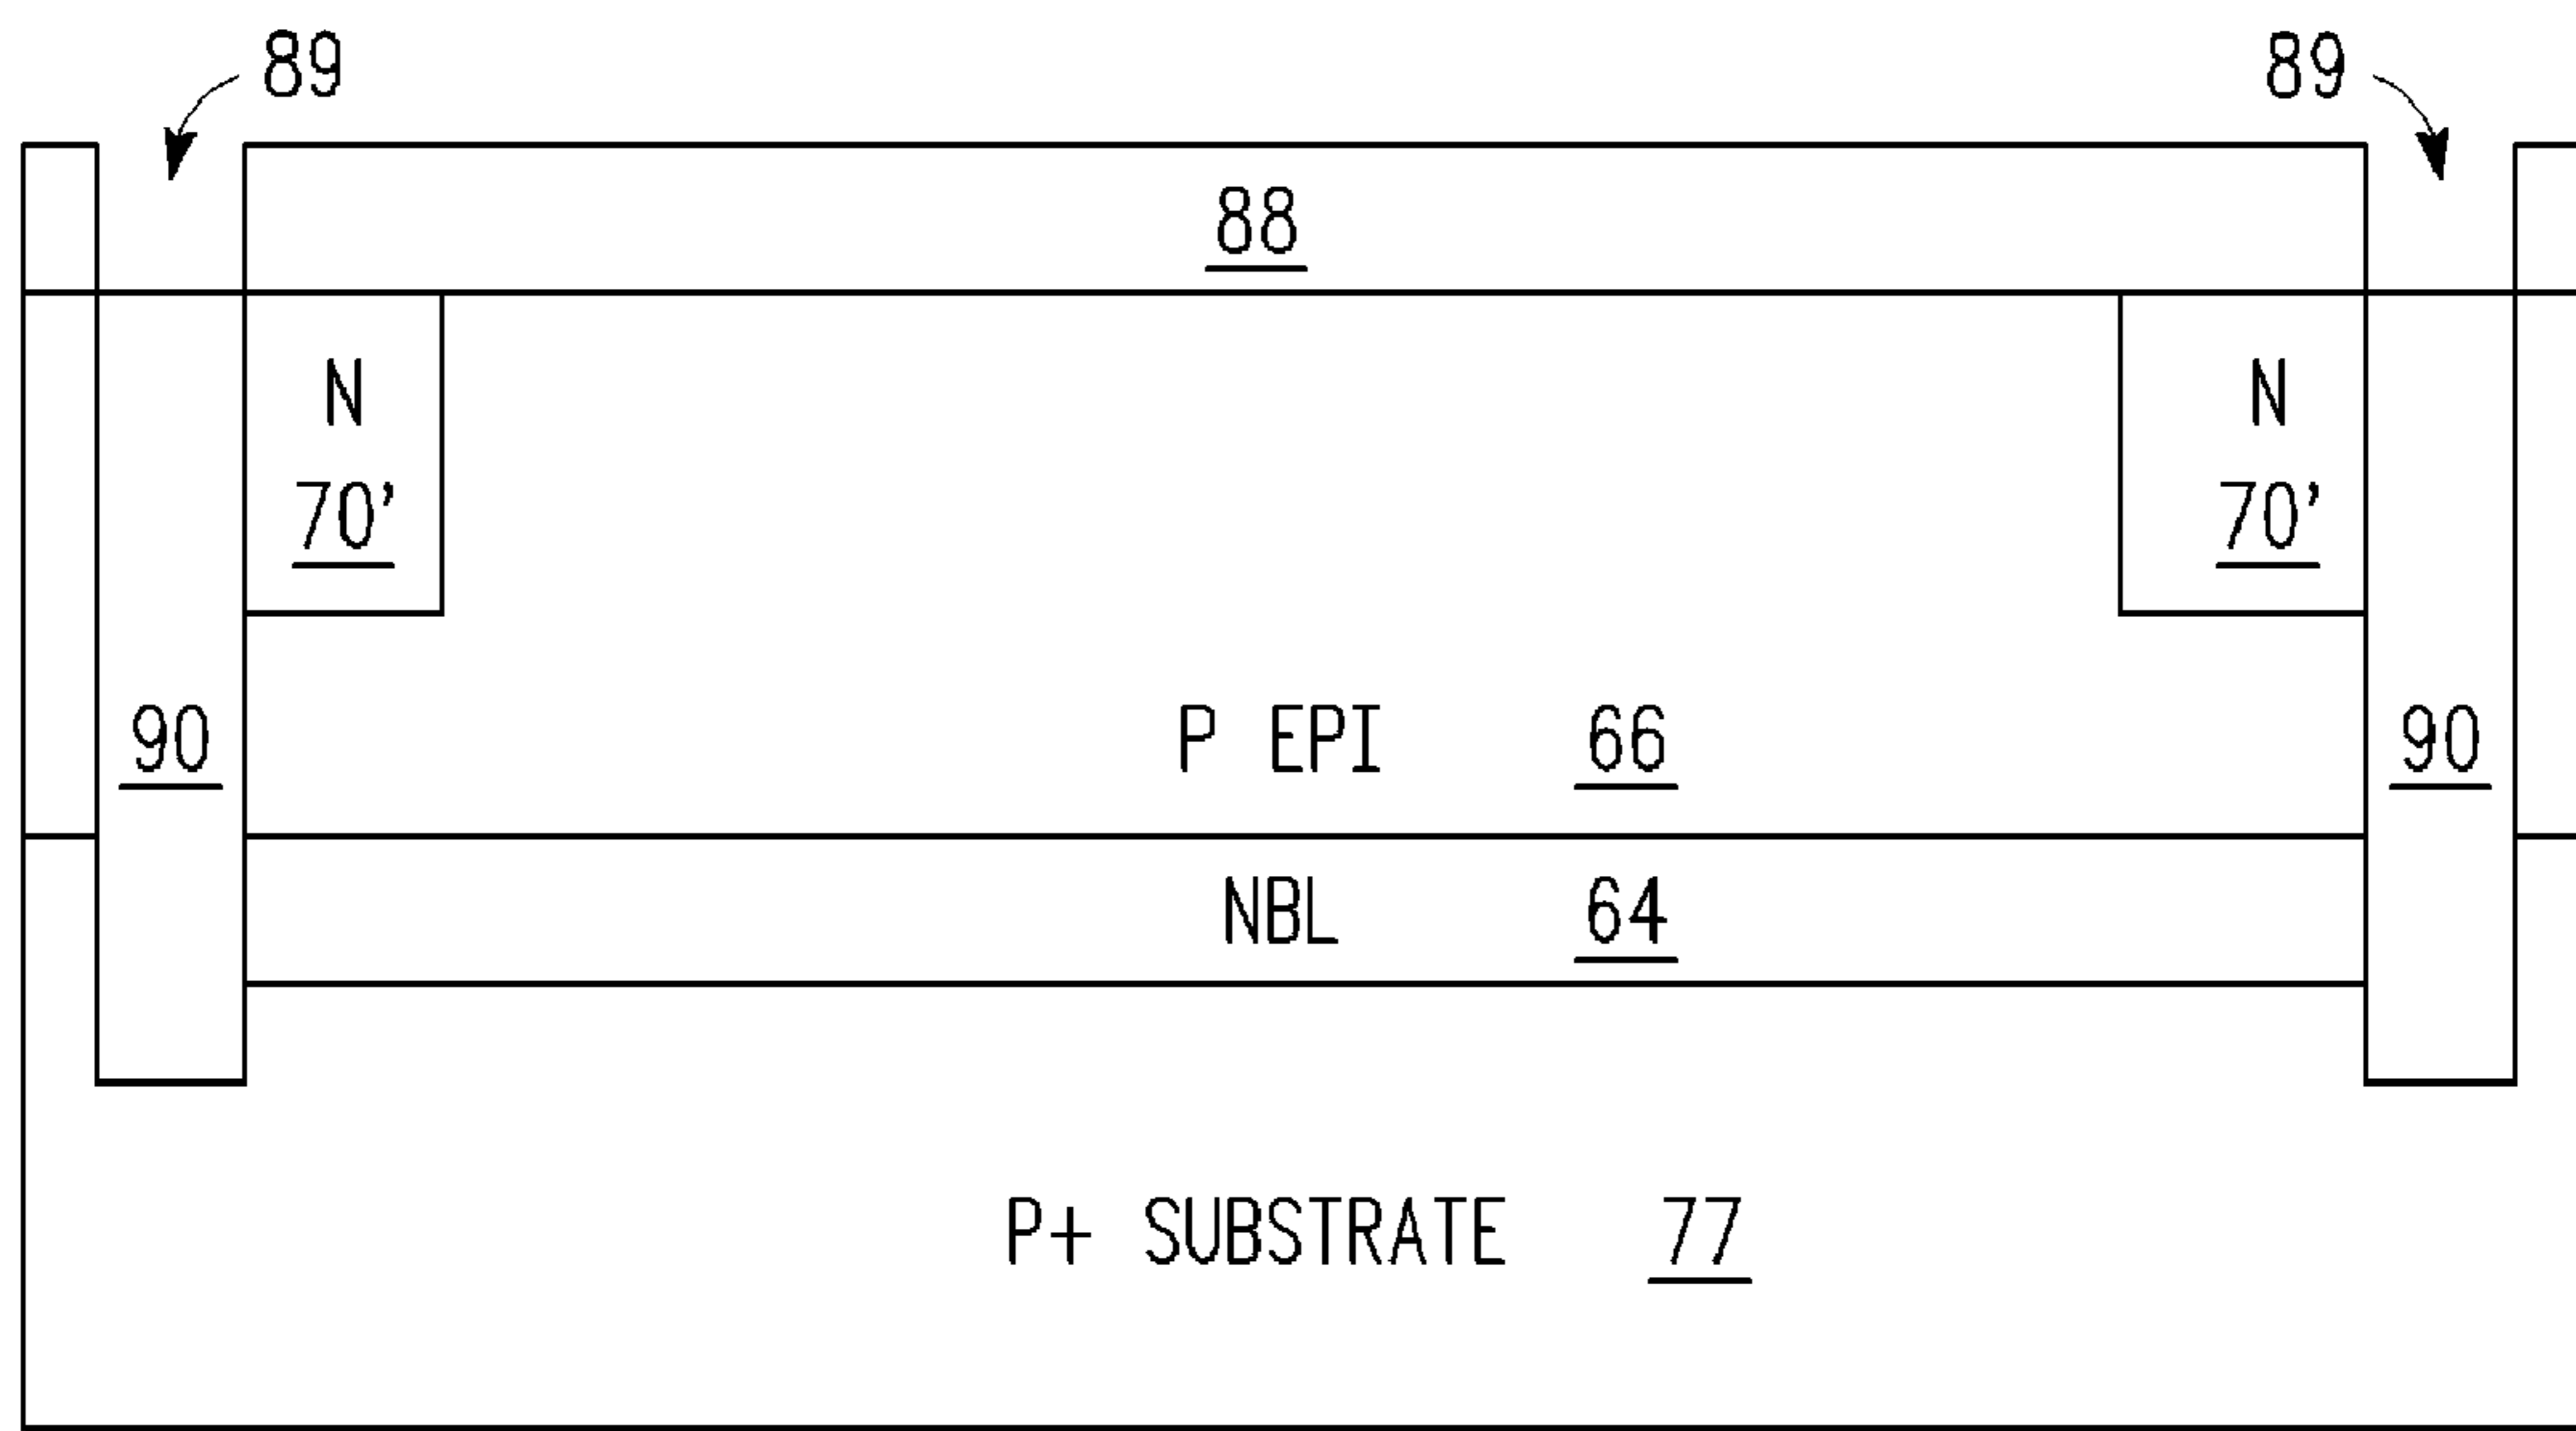 89 89
88
N N
70' 70'
90 P EPI 66 90
NBL 64
P+ SUBSTRATE 77